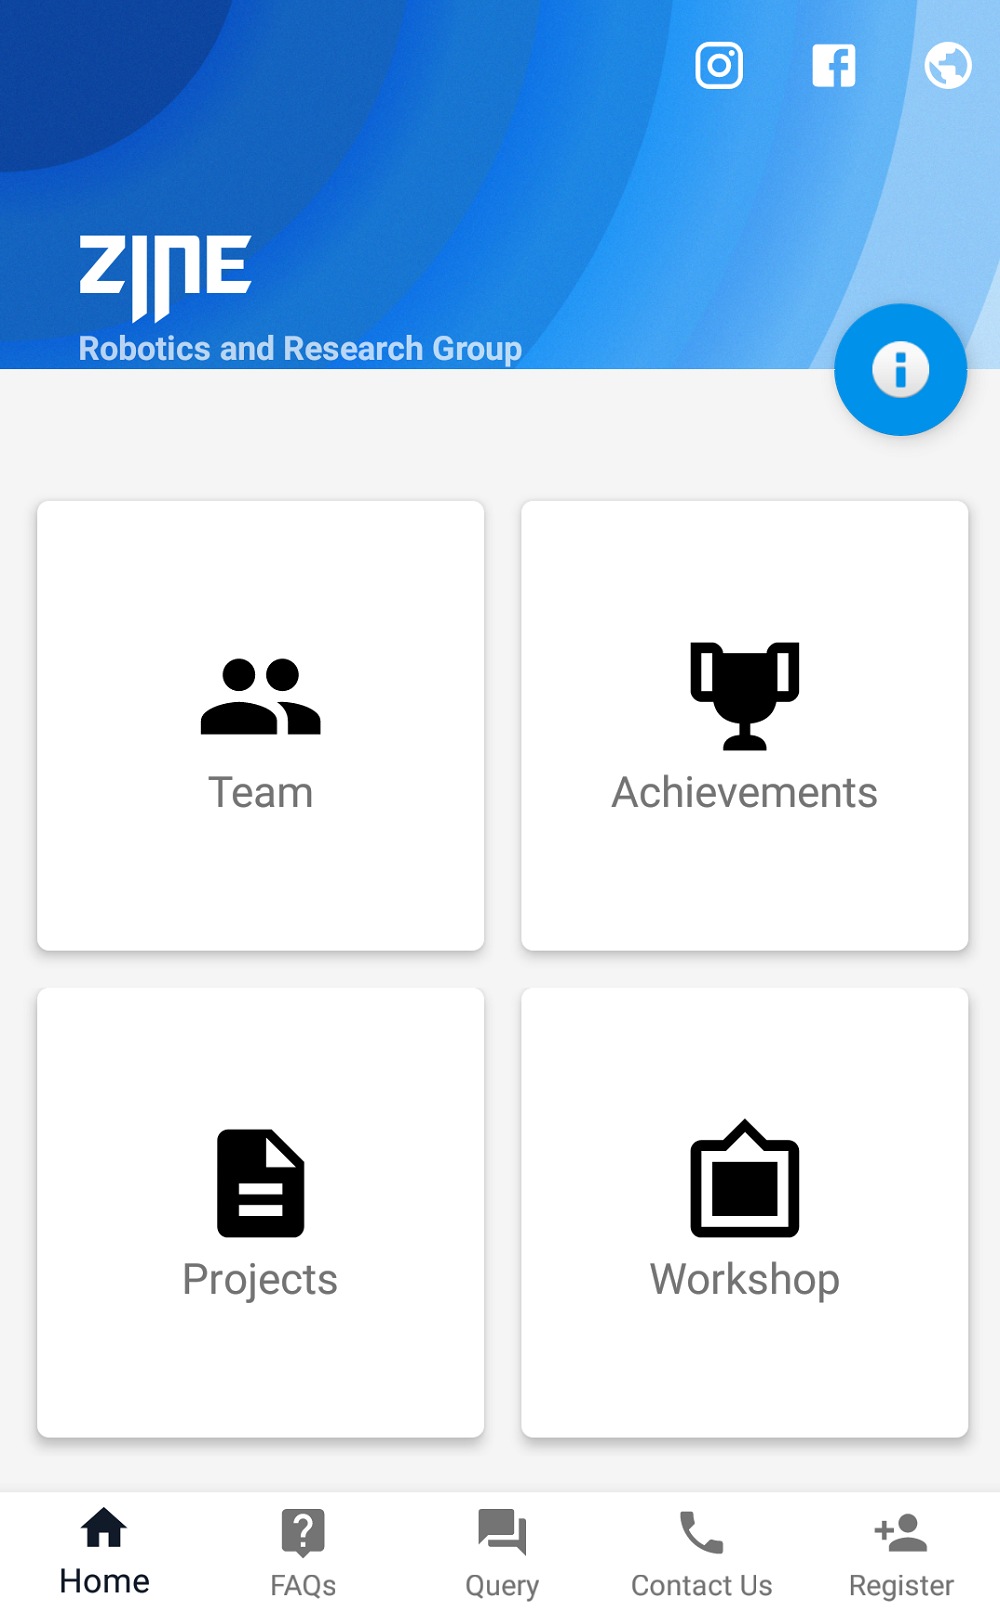 ZINE
Robotics and Research Group
Team
Achievements
Projects
Workshop
Home
FAQs
Query
Contact Us
Register